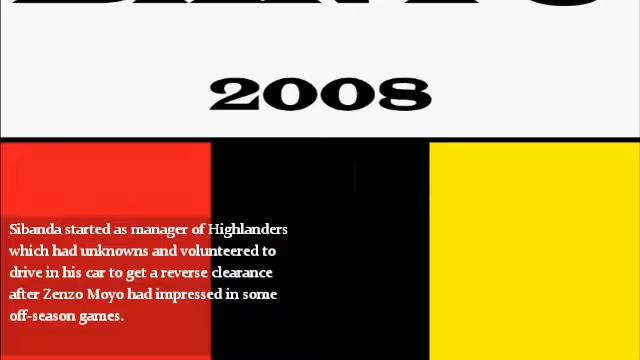 2008
Sibanda started as manager of Highlanders
which had unknowns and volunteered to
drive in his car to get a reverse clearance
after Zenzo Moyo had impressed in some
off-season games.